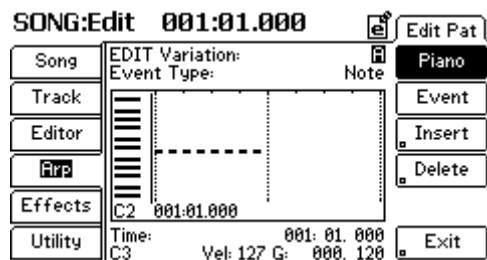 SONG:Edit 001:01.000 e Edit Pat
Song
Track
Editor
Arp
Effects
Utility
EDIT Variation: A
Event Type: Note
C2 001:01.000
Time: 001: 01. 000
C3 Vel: 127 G: 000. 120
Piano
Event
Insert
Delete
Exit